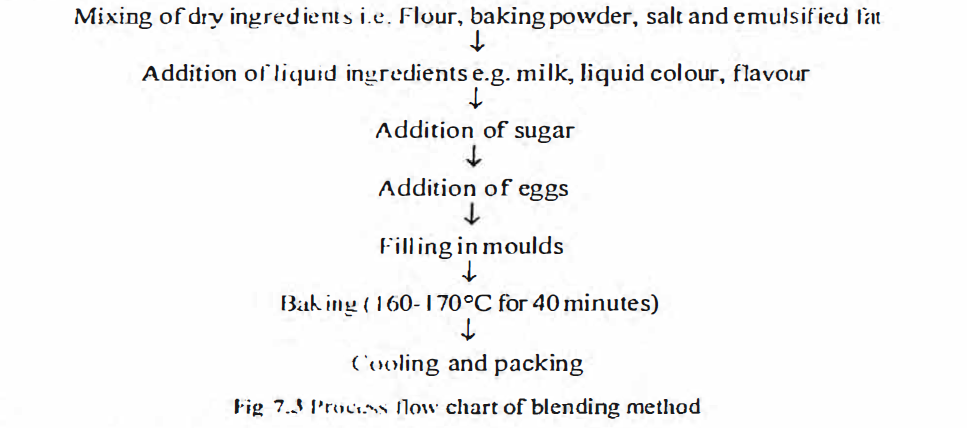 Mixing of dry ingredients i.e. Flour, baking powder, salt and emulsified fat
↓
Addition of liquid ingredients e.g. milk, liquid colour, flavour
↓
Addition of sugar
↓
Addition of eggs
↓
Filling in moulds
↓
Baking (160-170°C for 40 minutes)
↓
Cooling and packing
Fig 7.3 Process flow chart of blending method